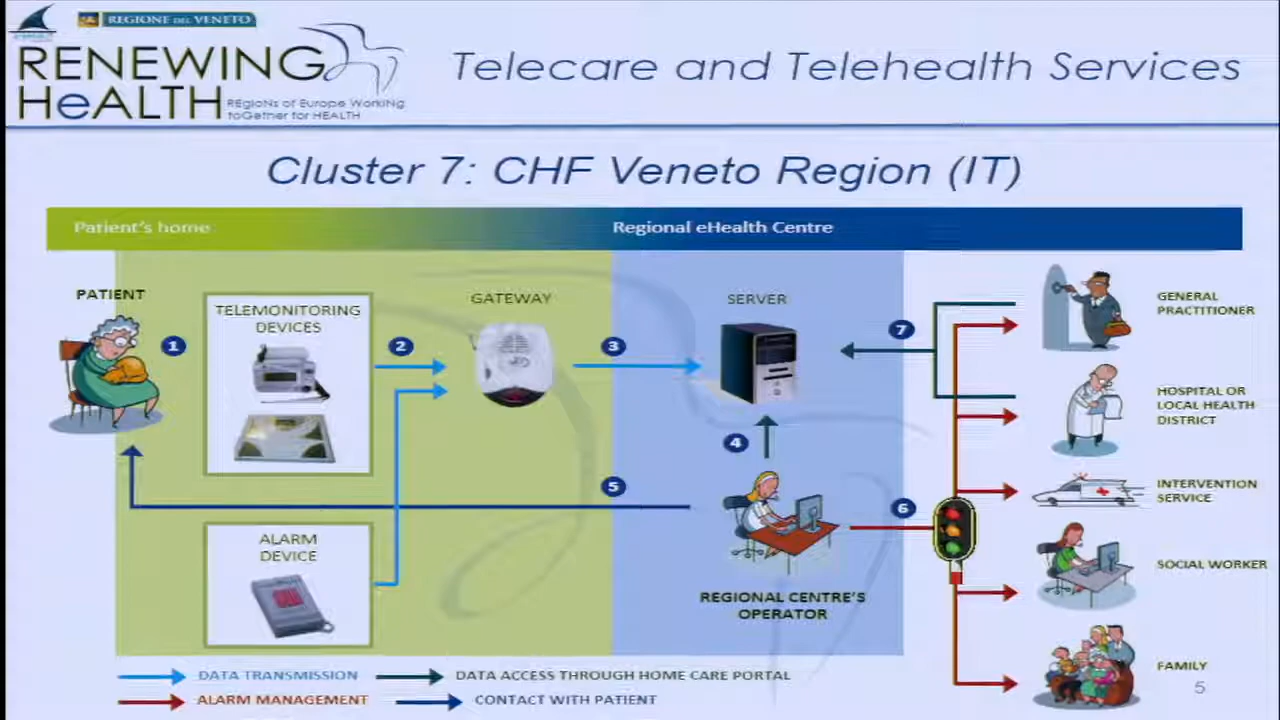 REGIONE DEL VENETO
RENEWING
HeALTH
REgioNs of Europe WorkiNg
toGether for HEALTH
Telecare and Telehealth Services
Cluster 7: CHF Veneto Region (IT)
Patient's home
Regional eHealth Centre
PATIENT
1
TELEMONITORING
DEVICES
2
GATEWAY
3
SERVER
7
GENERAL
PRACTITIONER
HOSPITAL OR
LOCAL HEALTH
DISTRICT
4
5
INTERVENTION
SERVICE
6
ALARM
DEVICE
SOCIAL WORKER
REGIONAL CENTRE'S
OPERATOR
FAMILY
DATA TRANSMISSION
DATA ACCESS THROUGH HOME CARE PORTAL
ALARM MANAGEMENT
CONTACT WITH PATIENT
5